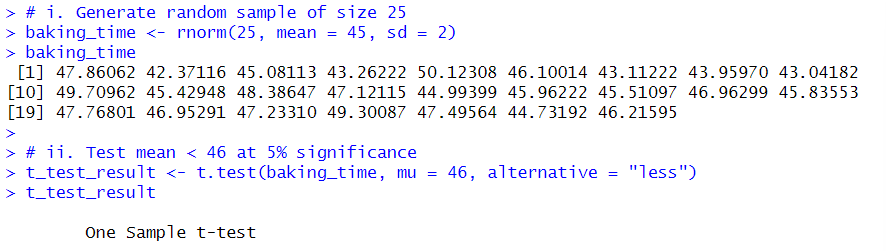 > # i. Generate random sample of size 25
> baking_time <- rnorm(25, mean = 45, sd = 2)
> baking_time
 [1] 47.86062 42.37116 45.08113 43.26222 50.12308 46.10014 43.11222 43.95970 43.04182
[10] 49.70962 45.42948 48.38647 47.12115 44.99399 45.96222 45.51097 46.96299 45.83553
[19] 47.76801 46.95291 47.23310 49.30087 47.49564 44.73192 46.21595
>
> # ii. Test mean < 46 at 5% significance
> t_test_result <- t.test(baking_time, mu = 46, alternative = "less")
> t_test_result
        One Sample t-test